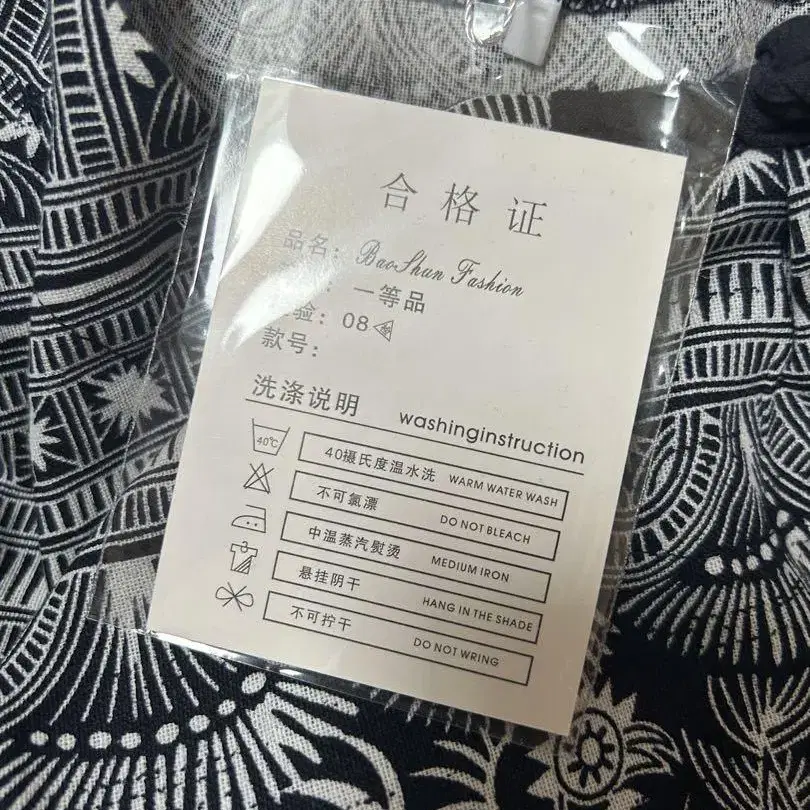 合格证
品名: BaoShun Fashion
: 一等品
验: 08
款号:
洗涤说明 washinginstruction
40℃ 40摄氏度温水洗 WARM WATER WASH
不可氯漂 DO NOT BLEACH
中温蒸汽熨烫 MEDIUM IRON
悬挂阴干 HANG IN THE SHADE
不可拧干 DO NOT WRING